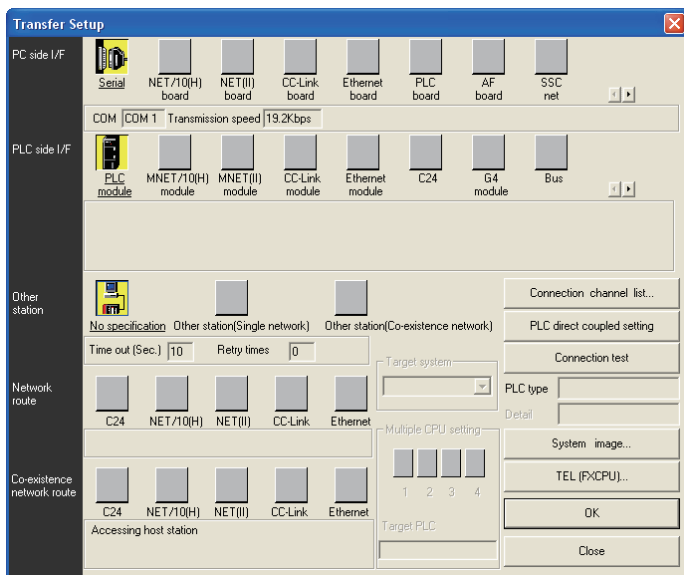 Transfer Setup
PC side I/F
Serial
NET/10(H) board
NET(II) board
CC-Link board
Ethernet board
PLC board
AF board
SSC net
COM COM 1 Transmission speed 19.2Kbps
PLC side I/F
PLC module
MNET/10(H) module
MNET(II) module
CC-Link module
Ethernet module
C24
G4 module
Bus
Other station
No specification
Other station(Single network)
Other station(Co-existence network)
Time out (Sec.) 10 Retry times 0
Connection channel list...
PLC direct coupled setting
Connection test
PLC type
Detail
System image...
TEL (FXCPU)...
OK
Close
Target system
Multiple CPU setting
1 2 3 4
Target PLC
Network route
C24 NET/10(H) NET(II) CC-Link Ethernet
Co-existence network route
C24 NET/10(H) NET(II) CC-Link Ethernet
Accessing host station